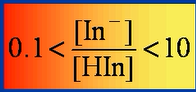 0.1 < [In⁻] / [HIn] < 10